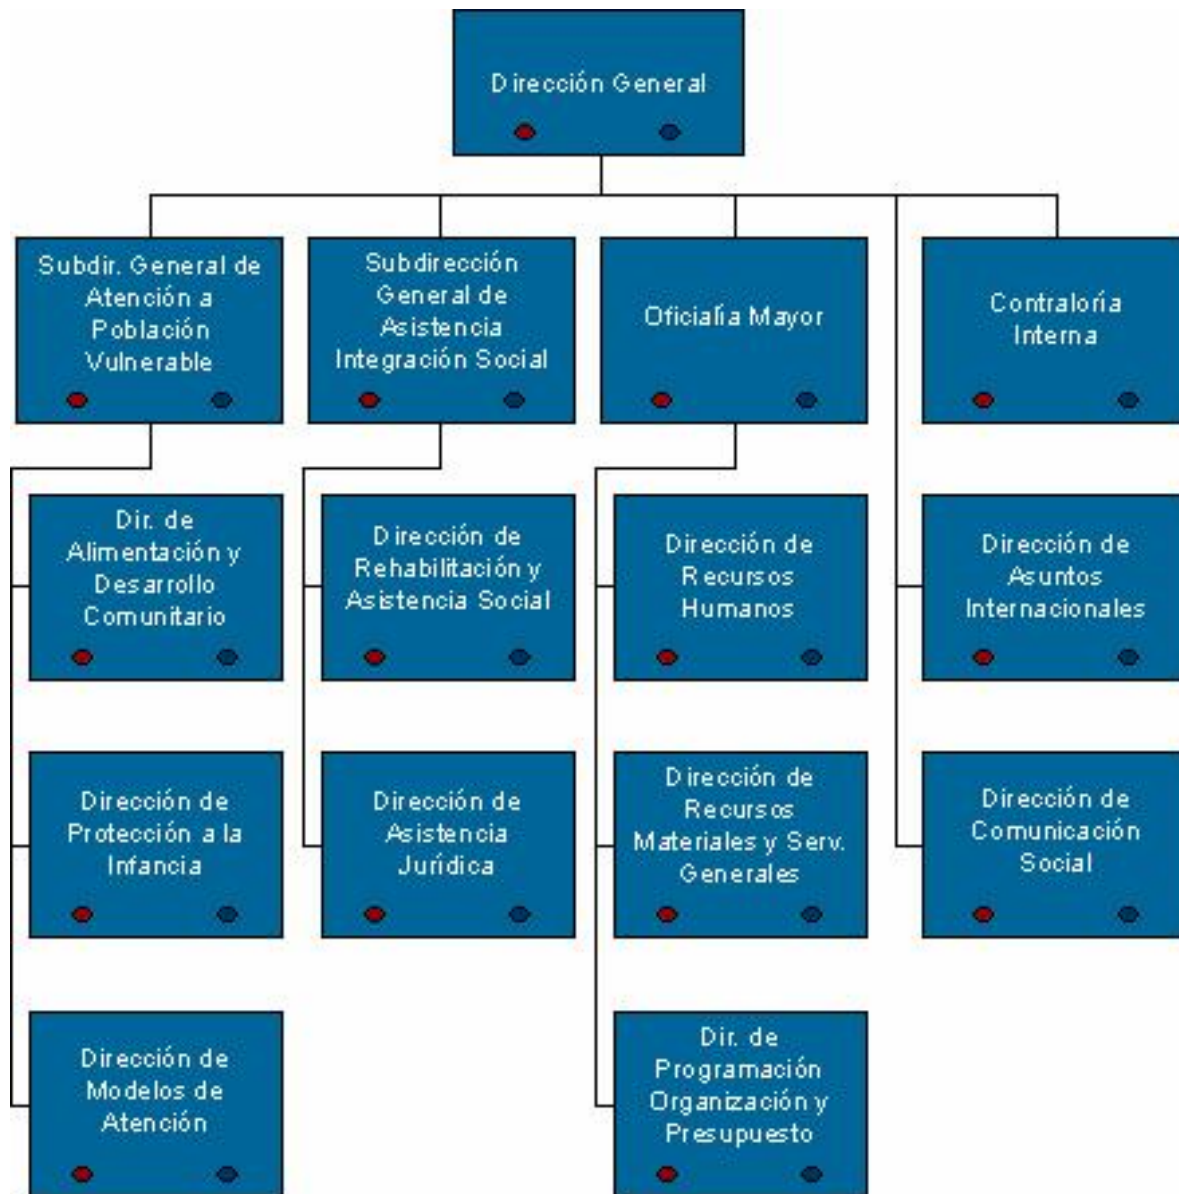 Dirección General
Subdir. General de
Atención a
Población
Vulnerable
Subdirección
General de
Asistencia
Integración Social
Oficialía Mayor
Contraloría
Interna
Dir. de
Alimentación y
Desarrollo
Comunitario
Dirección de
Rehabilitación y
Asistencia Social
Dirección de
Recursos
Humanos
Dirección de
Asuntos
Internacionales
Dirección de
Protección a la
Infancia
Dirección de
Asistencia
Jurídica
Dirección de
Recursos
Materiales y Serv.
Generales
Dirección de
Comunicación
Social
Dirección de
Modelos de
Atención
Dir. de
Programación
Organización y
Presupuesto